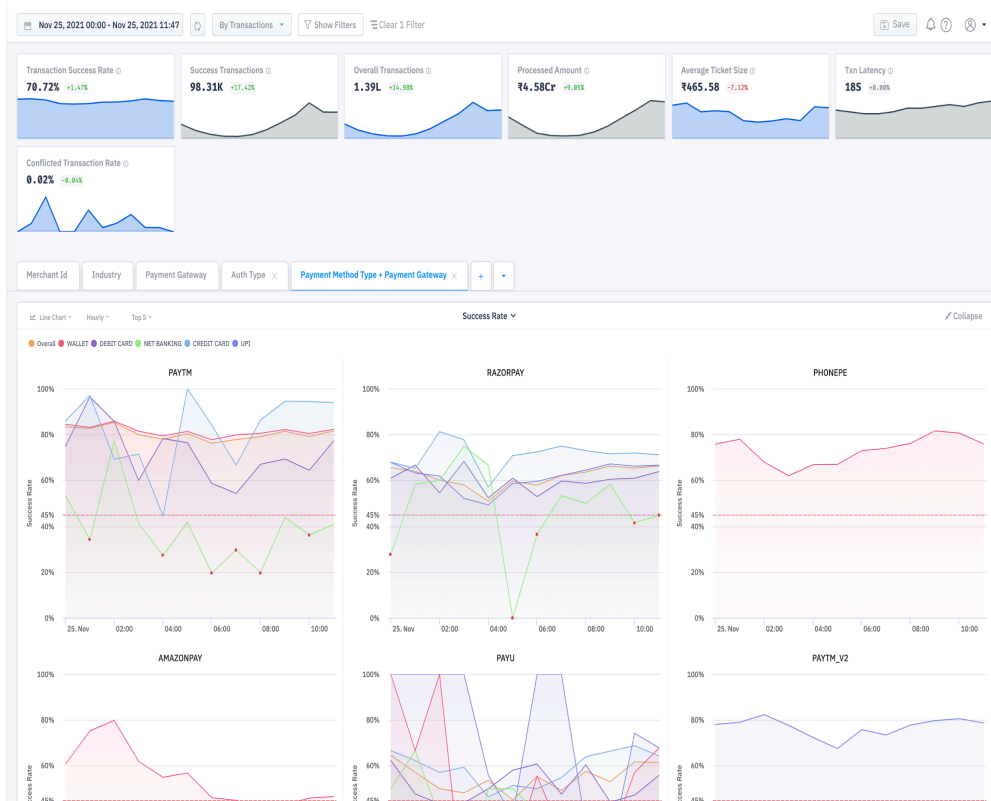 Nov 25, 2021 00:00 - Nov 25, 2021 11:47 By Transactions Show Filters Clear 1 Filter Save
Transaction Success Rate Success Transactions Overall Transactions Processed Amount Average Ticket Size Txn Latency
70.72% +1.47% 98.31K +17.42% 1.39L +14.98% ₹4.58Cr +9.05% ₹465.58 -7.12% 18S +0.00%
Conflicted Transaction Rate
0.02% -0.04%
Merchant Id Industry Payment Gateway Auth Type × Payment Method Type + Payment Gateway × +
Line Chart Hourly Top 5 Success Rate Collapse
Overall WALLET DEBIT CARD NET BANKING CREDIT CARD UPI
PAYTM RAZORPAY PHONEPE
100% 100% 100%
80% 80% 80%
60% 60% 60%
Success Rate Success Rate Success Rate
45% 45% 45%
40% 40% 40%
20% 20% 20%
0% 0% 0%
25. Nov 02:00 04:00 06:00 08:00 10:00 25. Nov 02:00 04:00 06:00 08:00 10:00 25. Nov 02:00 04:00 06:00 08:00 10:00
AMAZONPAY PAYU PAYTM_V2
100% 100% 100%
80% 80% 80%
60% 60% 60%
cess Rate cess Rate cess Rate
45% 45% 45%